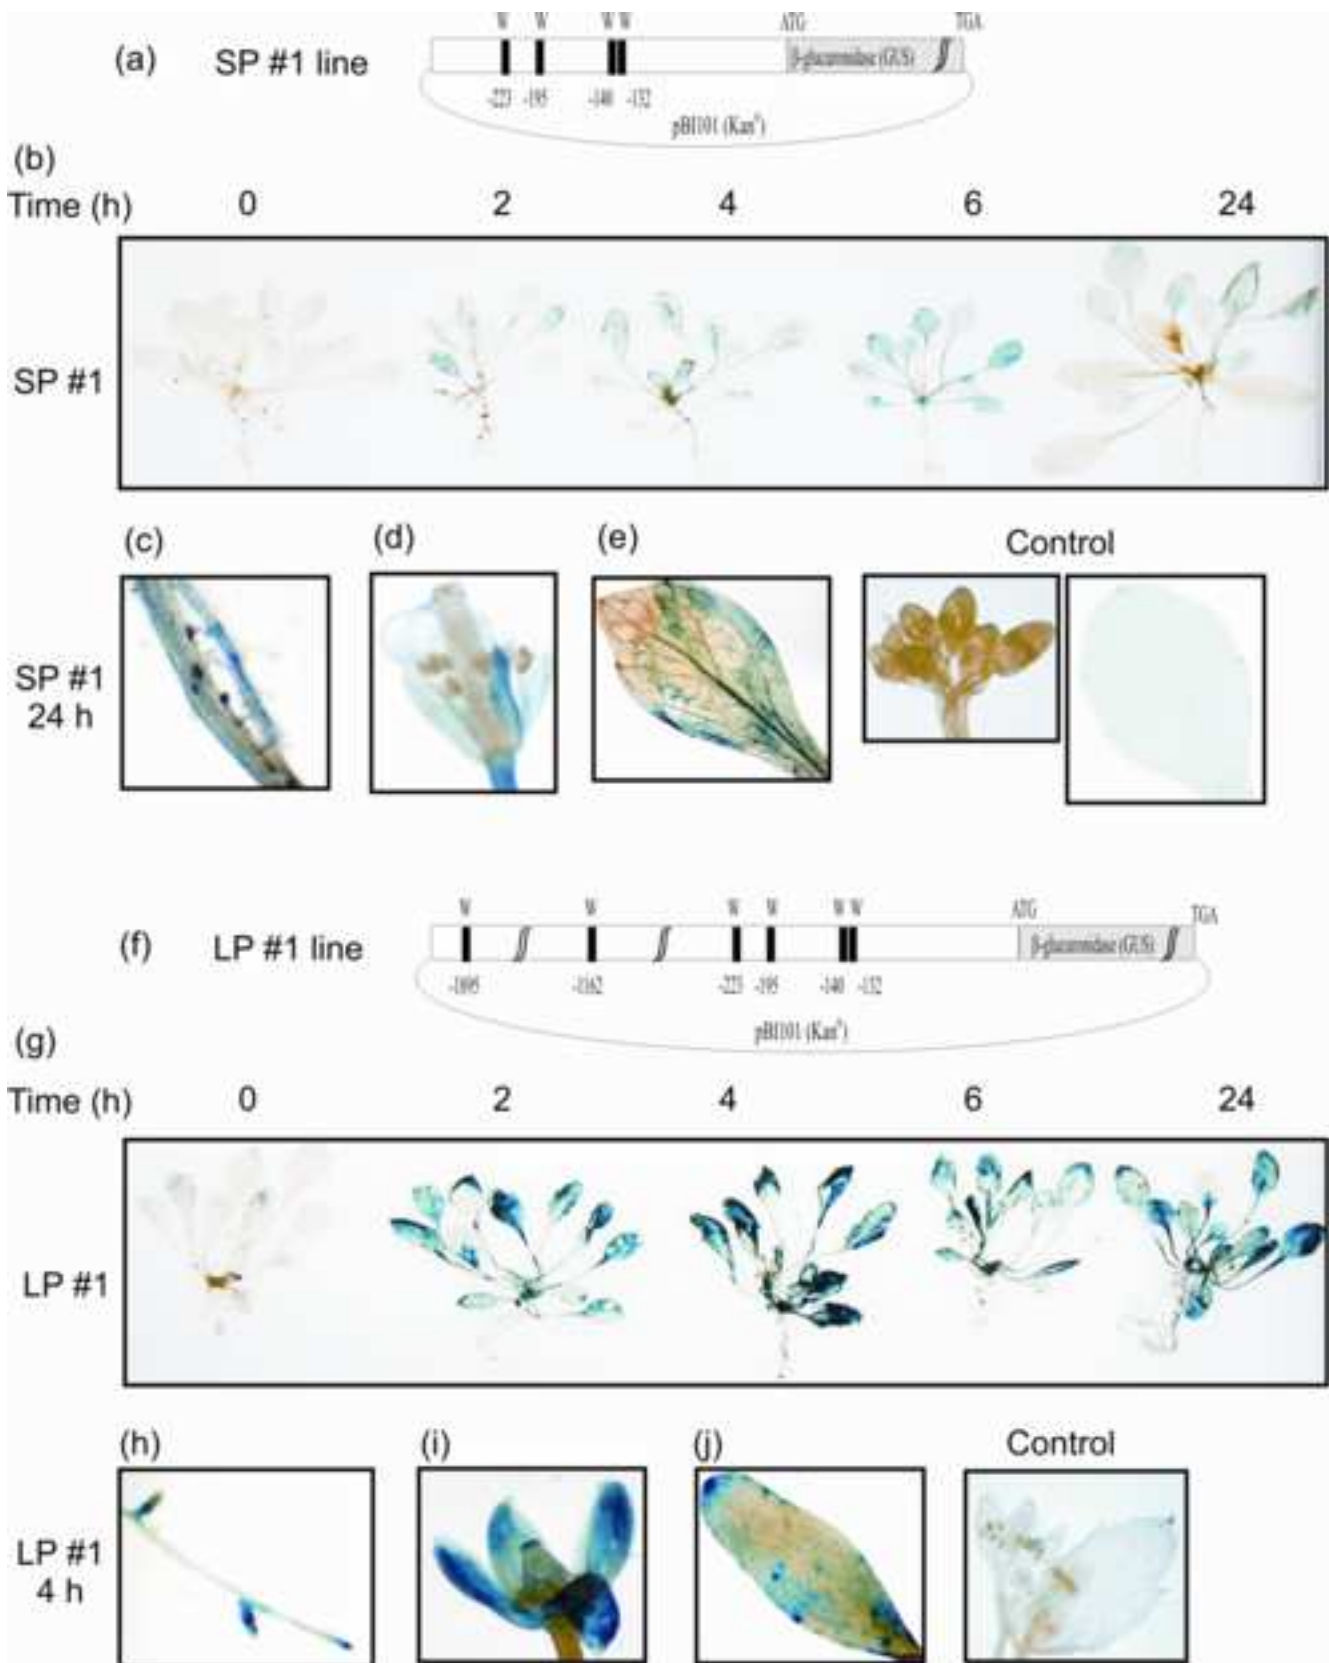 W W W W ATG TGA
(a) SP #1 line β-glucuronidase (GUS)
-223 -195 -140 -132
pBI101 (Kanᴿ)
(b)
Time (h) 0 2 4 6 24
SP #1
(c) (d) (e) Control
SP #1
24 h
W W W W W W ATG TGA
(f) LP #1 line β-glucuronidase (GUS)
-1695 -1162 -223 -195 -140 -132
pBI101 (Kanᴿ)
(g)
Time (h) 0 2 4 6 24
LP #1
(h) (i) (j) Control
LP #1
4 h